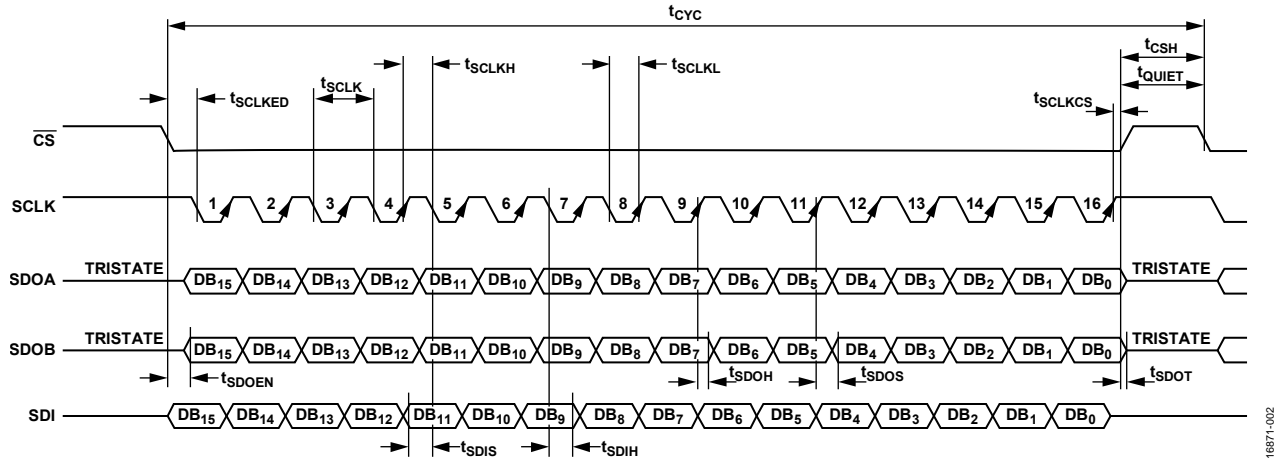 tCYC
tCSH
tSCLKH
tSCLKL
tSCLK
tQUIET
tSCLKED
tSCLKCS
CS
SCLK 1 2 3 4 5 6 7 8 9 10 11 12 13 14 15 16
TRISTATE TRISTATE
SDOA DB15 DB14 DB13 DB12 DB11 DB10 DB9 DB8 DB7 DB6 DB5 DB4 DB3 DB2 DB1 DB0
TRISTATE TRISTATE
SDOB DB15 DB14 DB13 DB12 DB11 DB10 DB9 DB8 DB7 DB6 DB5 DB4 DB3 DB2 DB1 DB0
tSDOEN tSDOH tSDOS tSDOT
SDI DB15 DB14 DB13 DB12 DB11 DB10 DB9 DB8 DB7 DB6 DB5 DB4 DB3 DB2 DB1 DB0
tSDIS tSDIH
16871-002